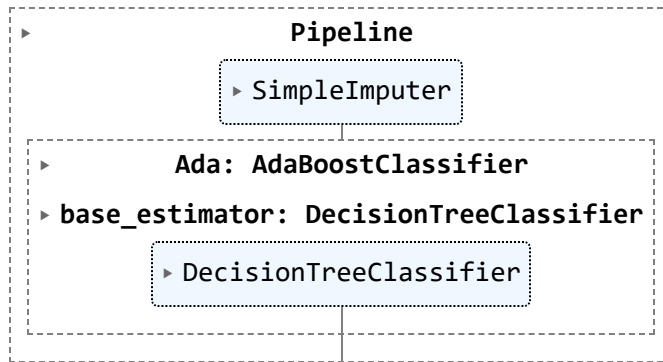 Pipeline
SimpleImputer
Ada: AdaBoostClassifier
base_estimator: DecisionTreeClassifier
DecisionTreeClassifier